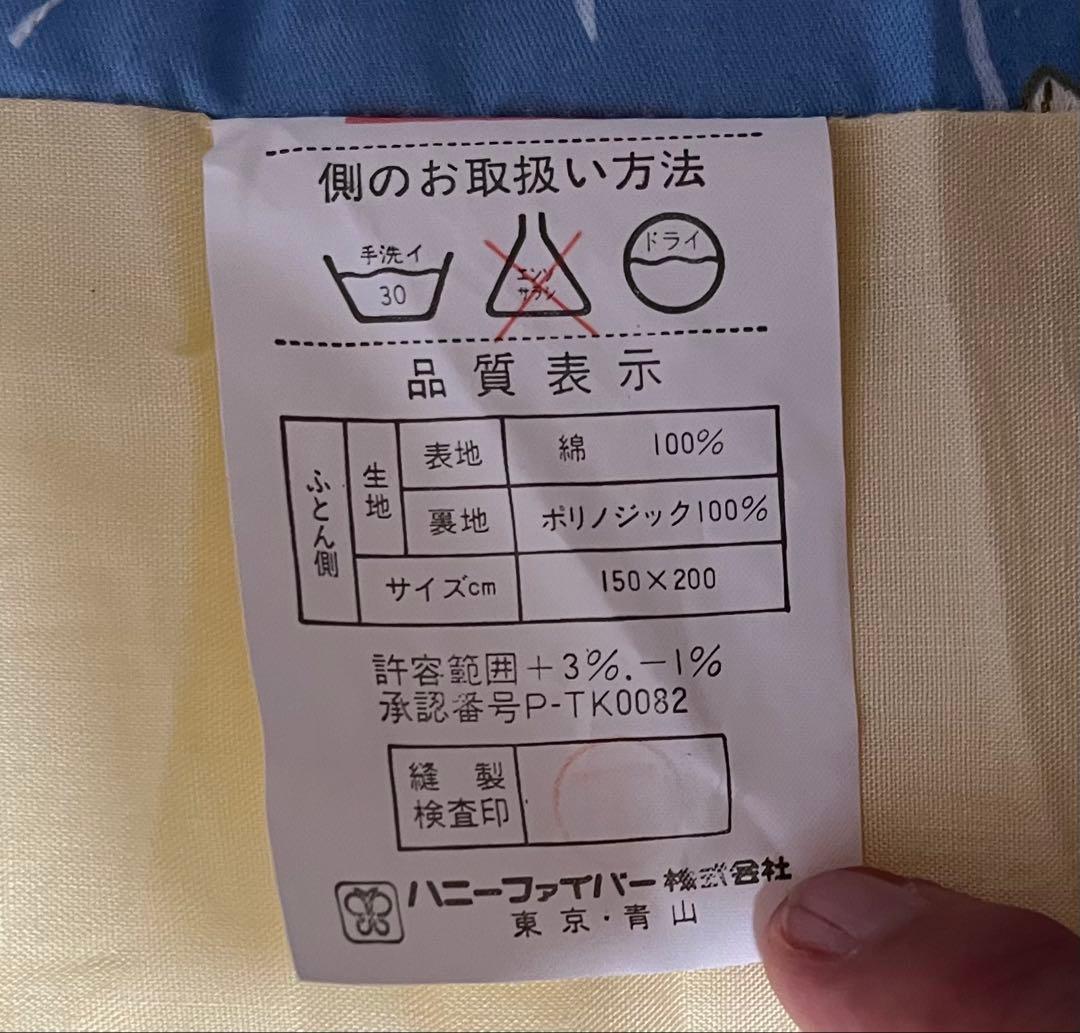 側のお取扱い方法
手洗イ
30
エンソ
サラシ
ドライ
品質表示
ふとん側
生地
表地
綿 100%
裏地
ポリノジック100%
サイズcm
150×200
許容範囲+3%.-1%
承認番号P-TK0082
縫製
検査印
ハニーファイバー株式会社
東京・青山